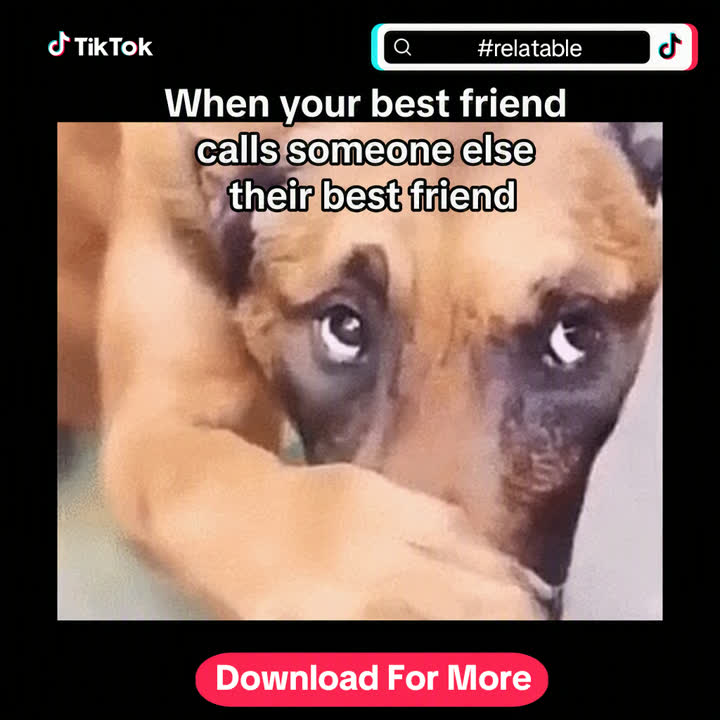 TikTok
#relatable
When your best friend
calls someone else
their best friend
Download For More